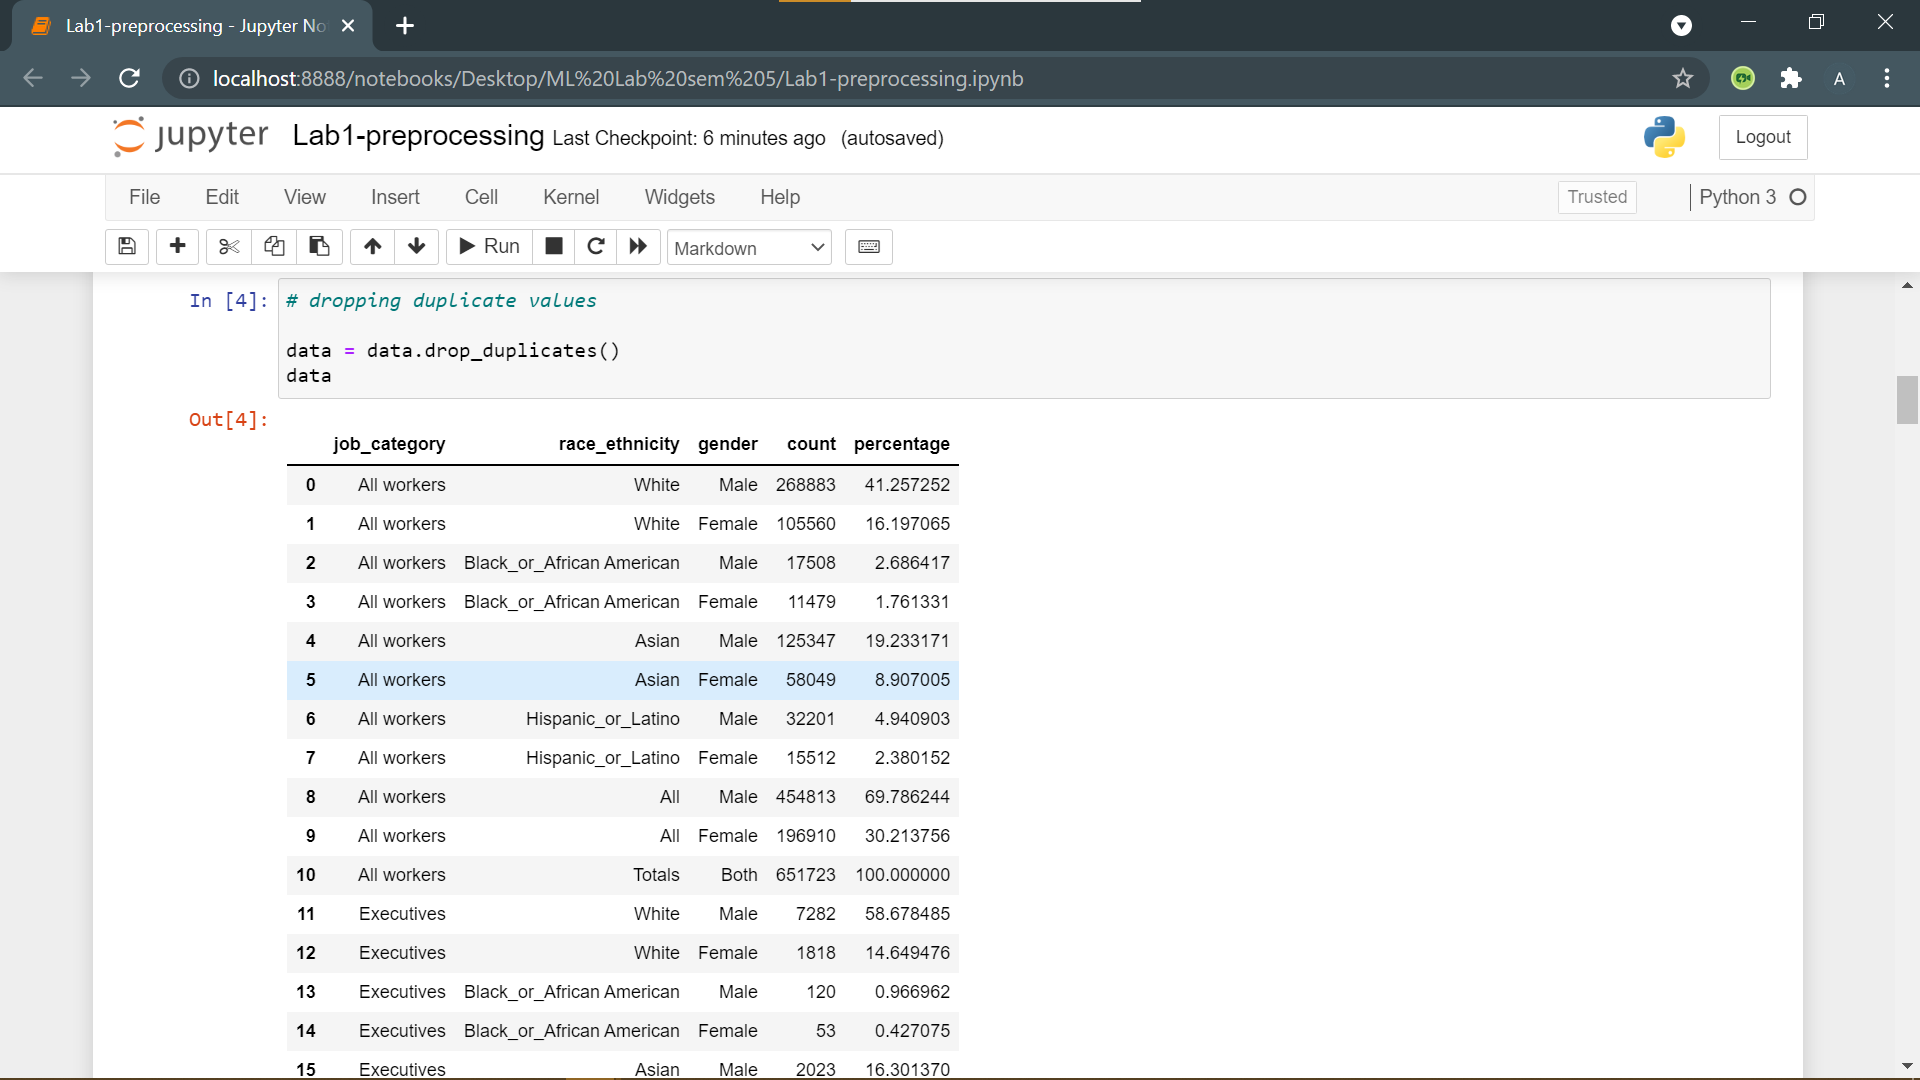 Lab1-preprocessing - Jupyter No
localhost:8888/notebooks/Desktop/ML%20Lab%20sem%205/Lab1-preprocessing.ipynb
A
jupyter Lab1-preprocessing Last Checkpoint: 6 minutes ago (autosaved)
Logout
File Edit View Insert Cell Kernel Widgets Help
Trusted
Python 3
Run
Markdown
In [4]: # dropping duplicate values
data = data.drop_duplicates()
data
Out[4]:
job_category race_ethnicity gender count percentage
0 All workers White Male 268883 41.257252
1 All workers White Female 105560 16.197065
2 All workers Black_or_African American Male 17508 2.686417
3 All workers Black_or_African American Female 11479 1.761331
4 All workers Asian Male 125347 19.233171
5 All workers Asian Female 58049 8.907005
6 All workers Hispanic_or_Latino Male 32201 4.940903
7 All workers Hispanic_or_Latino Female 15512 2.380152
8 All workers All Male 454813 69.786244
9 All workers All Female 196910 30.213756
10 All workers Totals Both 651723 100.000000
11 Executives White Male 7282 58.678485
12 Executives White Female 1818 14.649476
13 Executives Black_or_African American Male 120 0.966962
14 Executives Black_or_African American Female 53 0.427075
15 Executives Asian Male 2023 16.301370